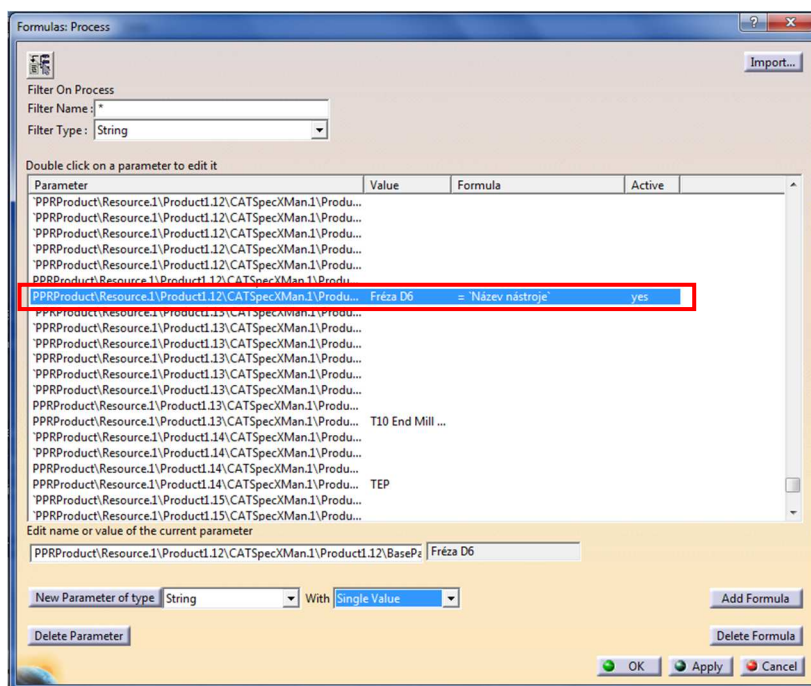 Formulas: Process
Import...
Filter On Process
Filter Name : *
Filter Type : String
Double click on a parameter to edit it
Parameter Value Formula Active
`PPRProduct\Resource.1\Product1.12\CATSpecXMan.1\Produ...
`PPRProduct\Resource.1\Product1.12\CATSpecXMan.1\Produ...
`PPRProduct\Resource.1\Product1.12\CATSpecXMan.1\Produ...
`PPRProduct\Resource.1\Product1.12\CATSpecXMan.1\Produ...
`PPRProduct\Resource.1\Product1.12\CATSpecXMan.1\Produ...
PPRProduct\Resource.1\Product1.12\CATSpecXMan.1\Produ...
PPRProduct\Resource.1\Product1.12\CATSpecXMan.1\Produ... Fréza D6 = `Název nástroje` yes
PPRProduct\Resource.1\Product1.13\CATSpecXMan.1\Produ...
`PPRProduct\Resource.1\Product1.13\CATSpecXMan.1\Produ...
`PPRProduct\Resource.1\Product1.13\CATSpecXMan.1\Produ...
`PPRProduct\Resource.1\Product1.13\CATSpecXMan.1\Produ...
`PPRProduct\Resource.1\Product1.13\CATSpecXMan.1\Produ...
`PPRProduct\Resource.1\Product1.13\CATSpecXMan.1\Produ...
PPRProduct\Resource.1\Product1.13\CATSpecXMan.1\Produ...
PPRProduct\Resource.1\Product1.13\CATSpecXMan.1\Produ... T10 End Mill ...
`PPRProduct\Resource.1\Product1.14\CATSpecXMan.1\Produ...
`PPRProduct\Resource.1\Product1.14\CATSpecXMan.1\Produ...
PPRProduct\Resource.1\Product1.14\CATSpecXMan.1\Produ...
PPRProduct\Resource.1\Product1.14\CATSpecXMan.1\Produ... TEP
`PPRProduct\Resource.1\Product1.15\CATSpecXMan.1\Produ...
`PPRProduct\Resource.1\Product1.15\CATSpecXMan.1\Produ...
Edit name or value of the current parameter
PPRProduct\Resource.1\Product1.12\CATSpecXMan.1\Product1.12\BasePa Fréza D6
New Parameter of type String With Single Value Add Formula
Delete Parameter Delete Formula
OK Apply Cancel